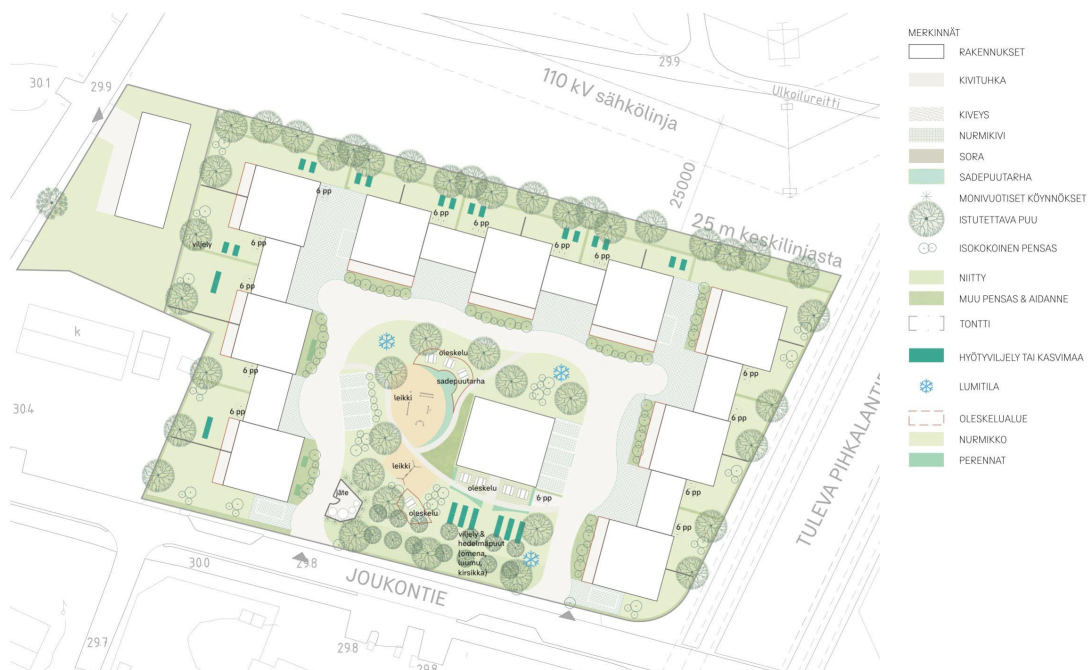 MERKINNÄT
RAKENNUKSET
KIVITUHKA
KIVEYS
NURMIKIVI
SORA
SADEPUUTARHA
MONIVUOTISET KÖYNNÖKSET
ISTUTETTAVA PUU
ISOKOKOINEN PENSAS
NIITTY
MUU PENSAS & AIDANNE
TONTTI
HYÖTYVILJELY TAI KASVIMAA
LUMITILA
OLESKELUALUE
NURMIKKO
PERENNAT
30.1
29.9
29.9
110 kV sähkölinja
Ulkoilureitti
25000
25 m keskilinjasta
6 pp
6 pp
6 pp
6 pp
6 pp
viljely
6 pp
6 pp
6 pp
k
30.4
oleskelu
sadepuutarha
leikki
leikki
oleskelu
6 pp
jäte
oleskelu
viljely &
hedelmäpuut
(omena,
luumu,
kirsikka)
6 pp
6 pp
6 pp
TULEVA PIHKALANTIE
30.0
29.8
JOUKONTIE
29.7
29.8
29.8